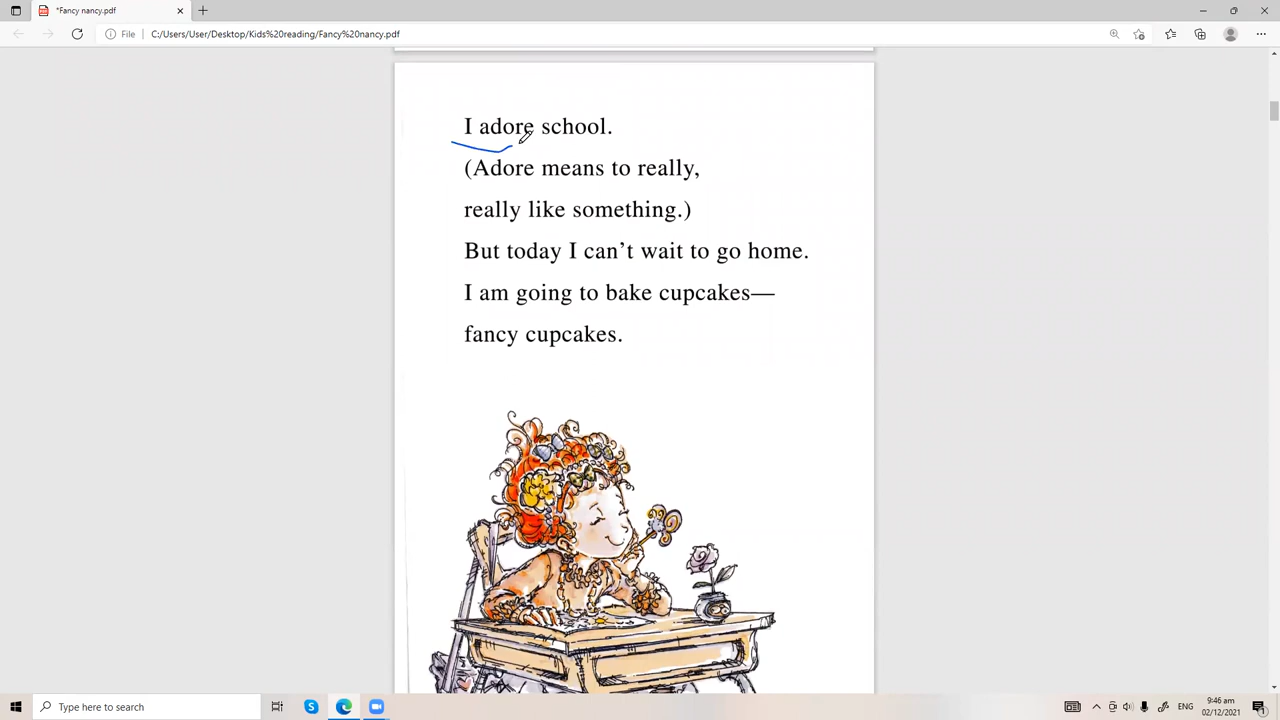 *Fancy nancy.pdf
File
C:/Users/User/Desktop/Kids%20reading/Fancy%20nancy.pdf
I adore school.
(Adore means to really,
really like something.)
But today I can’t wait to go home.
I am going to bake cupcakes—
fancy cupcakes.
Type here to search
ENG
9:46 am
02/12/2021